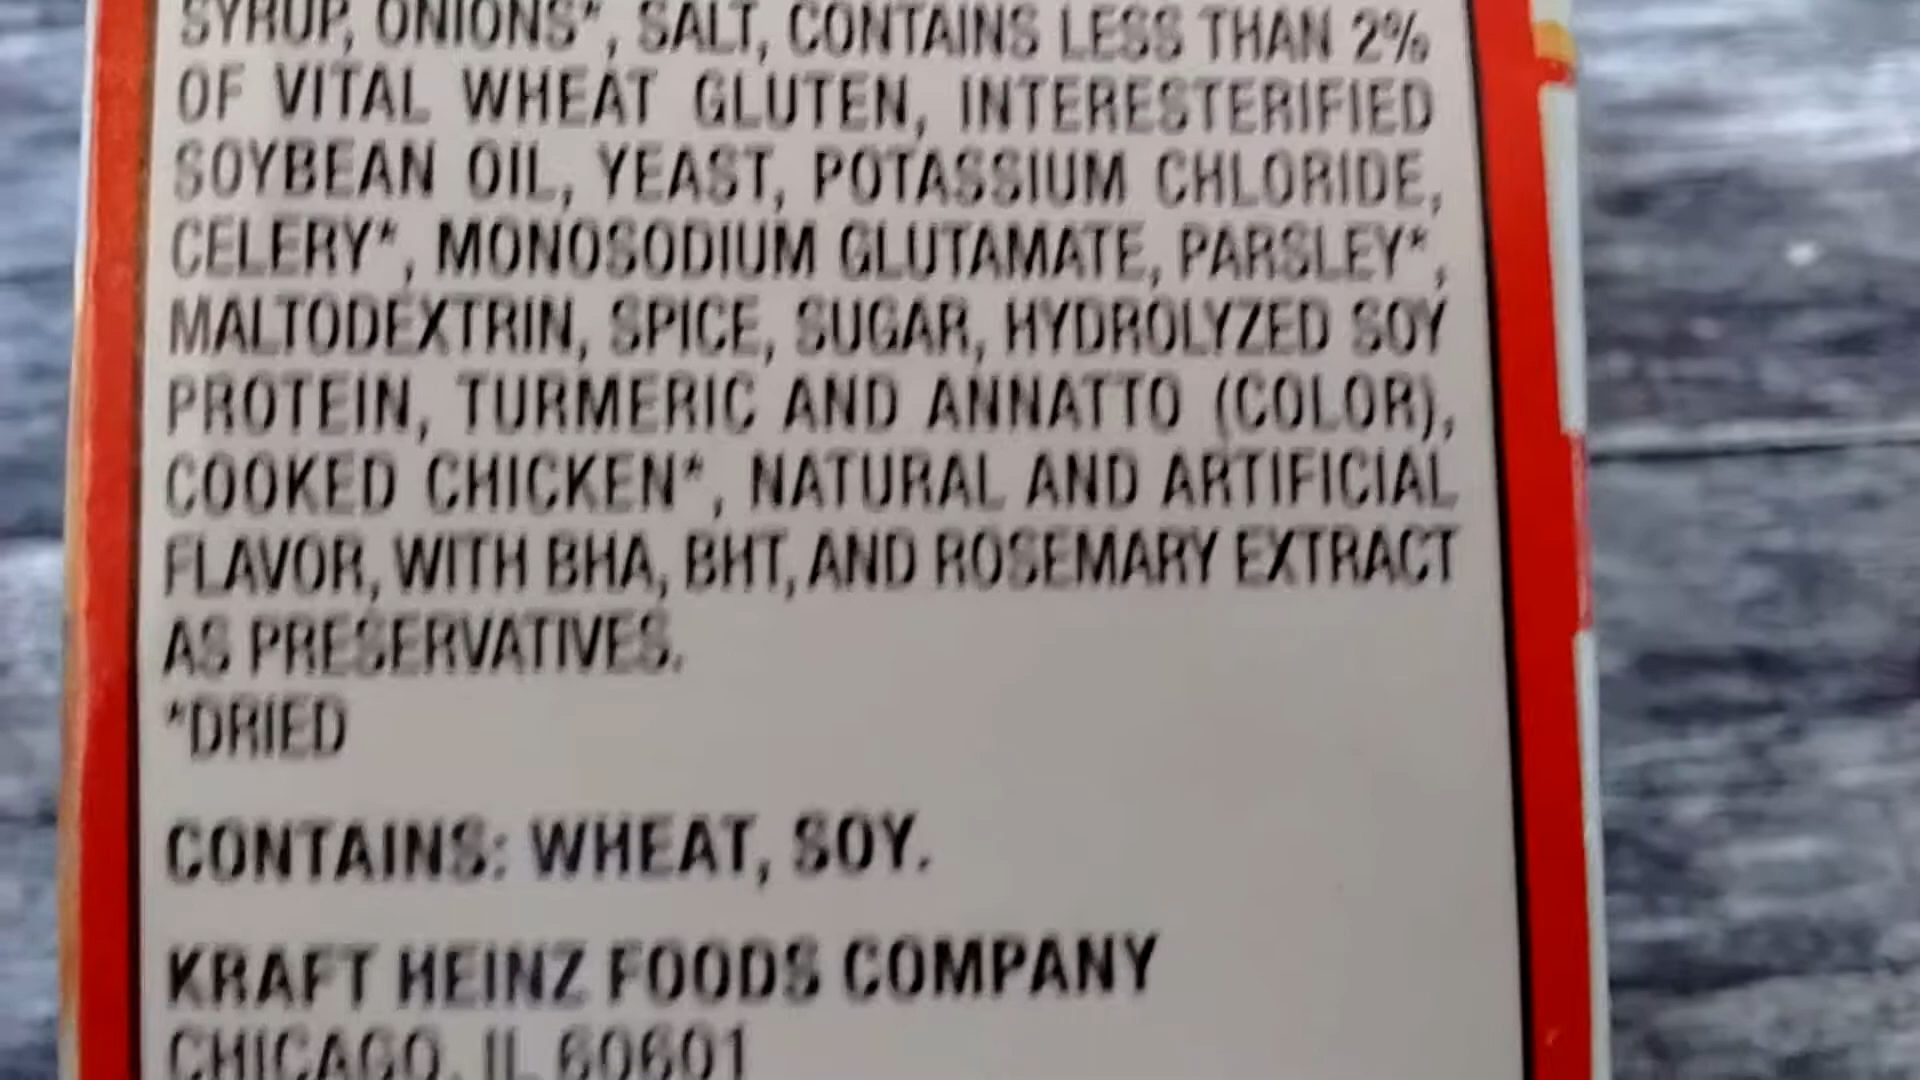 SYRUP, ONIONS*, SALT, CONTAINS LESS THAN 2%
OF VITAL WHEAT GLUTEN, INTERESTERIFIED
SOYBEAN OIL, YEAST, POTASSIUM CHLORIDE,
CELERY*, MONOSODIUM GLUTAMATE, PARSLEY*,
MALTODEXTRIN, SPICE, SUGAR, HYDROLYZED SOY
PROTEIN, TURMERIC AND ANNATTO (COLOR),
COOKED CHICKEN*, NATURAL AND ARTIFICIAL
FLAVOR, WITH BHA, BHT, AND ROSEMARY EXTRACT
AS PRESERVATIVES.
*DRIED
CONTAINS: WHEAT, SOY.
KRAFT HEINZ FOODS COMPANY
CHICAGO, IL 60601